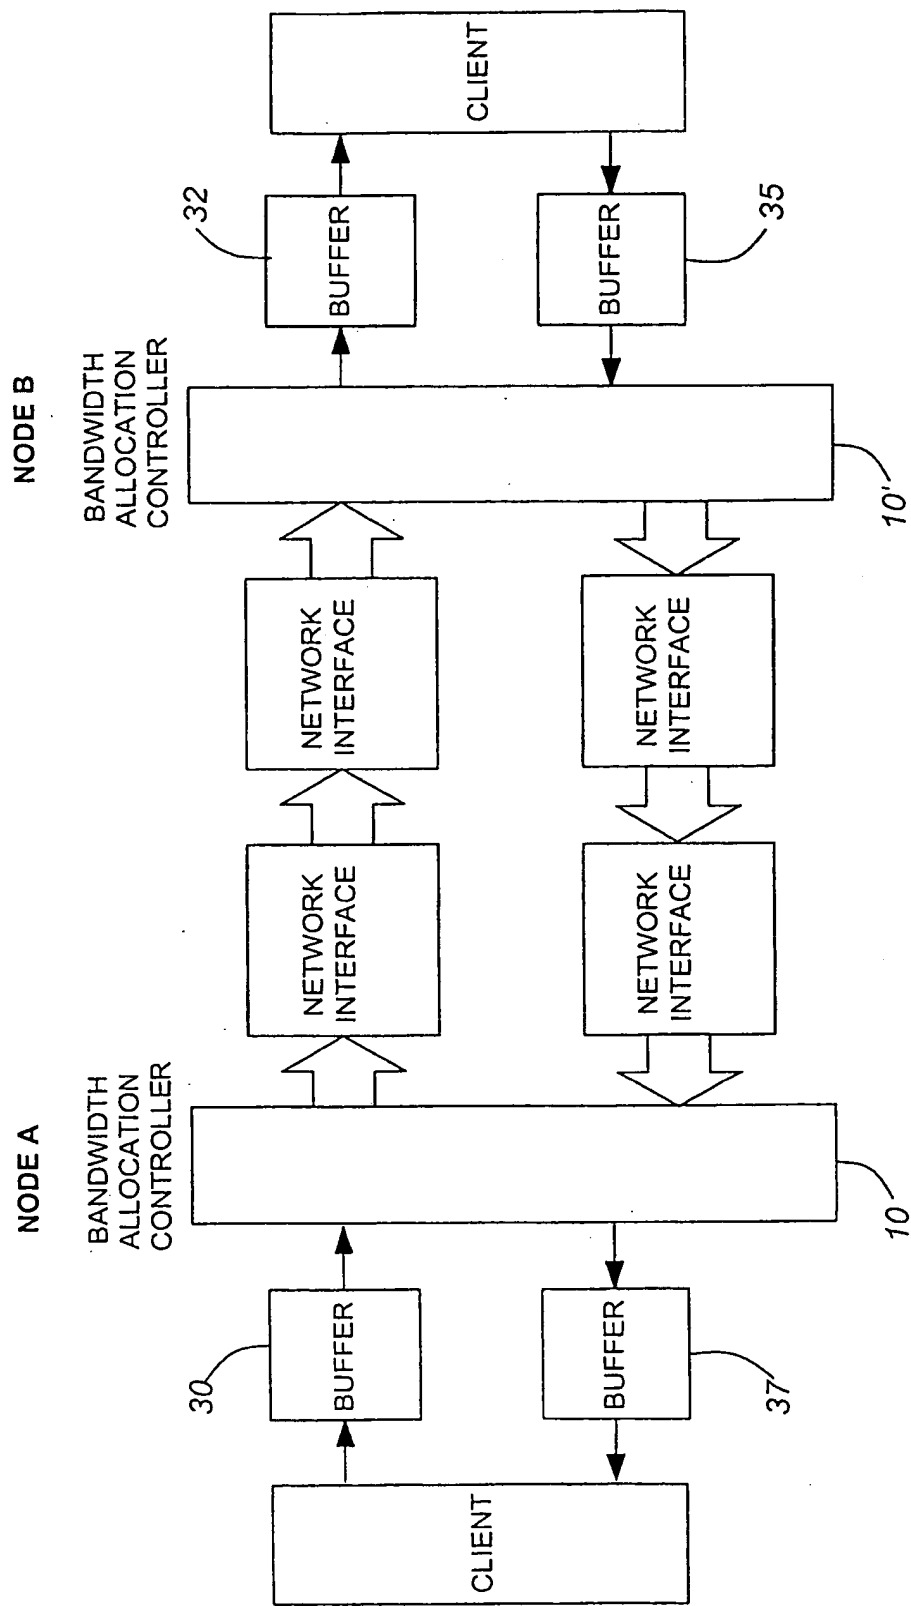 NODE A
NODE B
BANDWIDTH
ALLOCATION
CONTROLLER
BANDWIDTH
ALLOCATION
CONTROLLER
30
32
CLIENT
BUFFER
NETWORK
INTERFACE
NETWORK
INTERFACE
BUFFER
CLIENT
BUFFER
NETWORK
INTERFACE
NETWORK
INTERFACE
BUFFER
37
10
10'
35